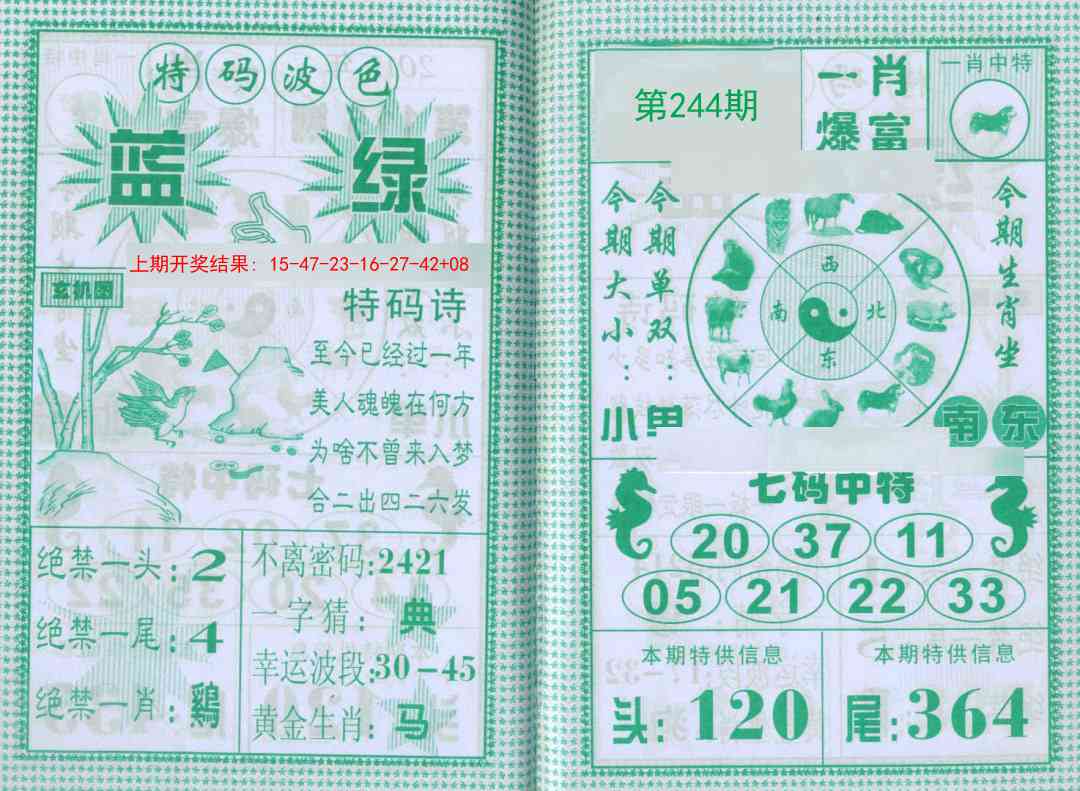 特码波色
蓝 绿
上期开奖结果: 15-47-23-16-27-42+08
玄机图
特码诗
至今已经过一年
美人魂魄在何方
为啥不曾来入梦
合二出四二六发
绝禁一头:2
绝禁一尾:4
绝禁一肖:鷄
不离密码:2421
一字猜:典
幸运波段:30-45
黄金生肖:马
第244期
一肖
爆富
一肖中特
今期大小:小
今期单双:
今期生肖坐
南东
西
南 北
东
七码中特
20 37 11
05 21 22 33
本期特供信息
头:120
本期特供信息
尾:364